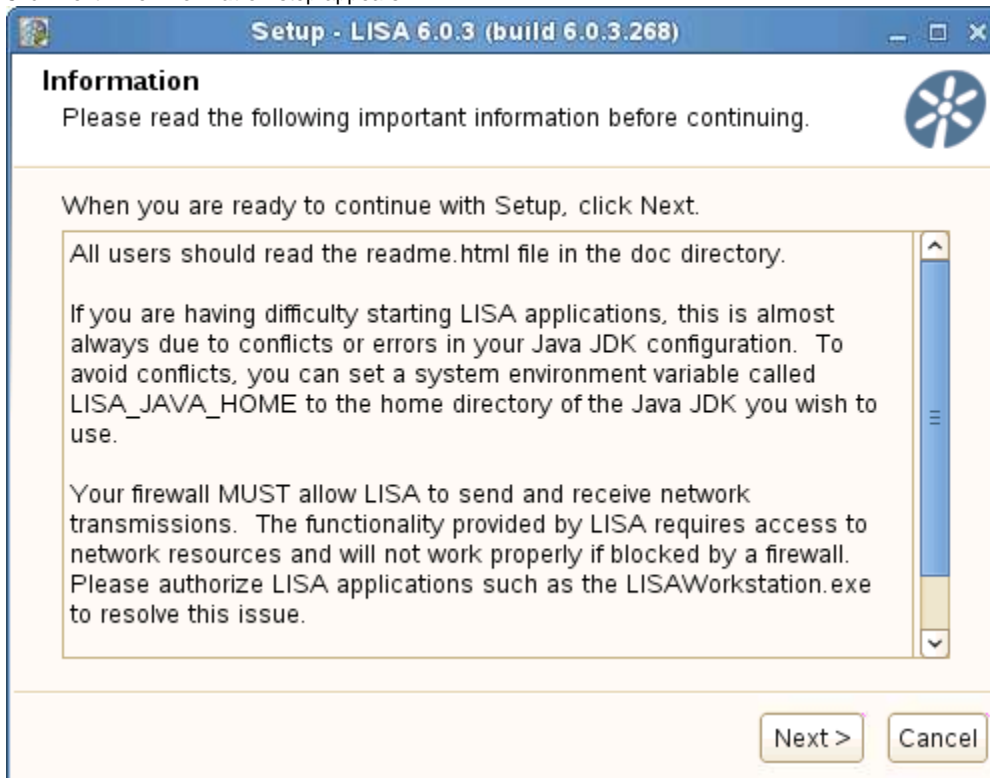 Setup - LISA 6.0.3 (build 6.0.3.268)
Information
Please read the following important information before continuing.
When you are ready to continue with Setup, click Next.
All users should read the readme.html file in the doc directory.
If you are having difficulty starting LISA applications, this is almost
always due to conflicts or errors in your Java JDK configuration.  To
avoid conflicts, you can set a system environment variable called
LISA_JAVA_HOME to the home directory of the Java JDK you wish to
use.
Your firewall MUST allow LISA to send and receive network
transmissions.  The functionality provided by LISA requires access to
network resources and will not work properly if blocked by a firewall.
Please authorize LISA applications such as the LISAWorkstation.exe
to resolve this issue.
Next >
Cancel